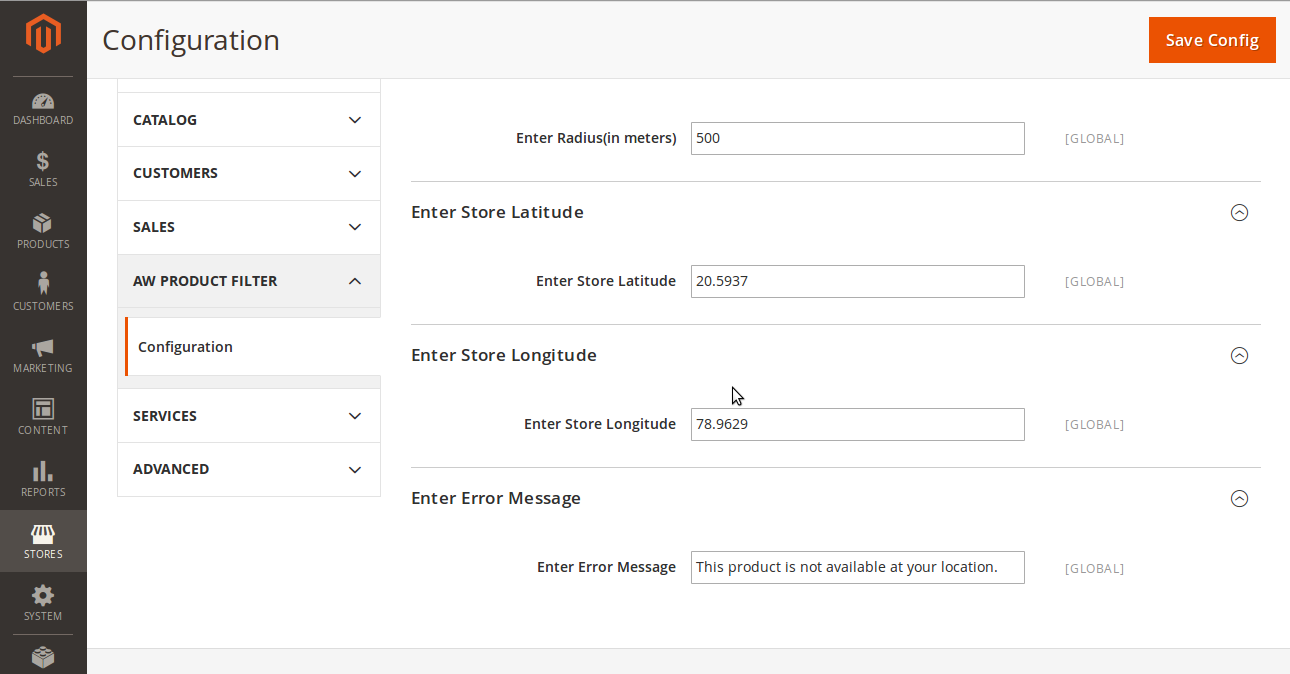 Configuration
Save Config
DASHBOARD
SALES
PRODUCTS
CUSTOMERS
MARKETING
CONTENT
REPORTS
STORES
SYSTEM
CATALOG
CUSTOMERS
SALES
AW PRODUCT FILTER
Configuration
SERVICES
ADVANCED
Enter Radius(in meters) 500 [GLOBAL]
Enter Store Latitude
Enter Store Latitude 20.5937 [GLOBAL]
Enter Store Longitude
Enter Store Longitude 78.9629 [GLOBAL]
Enter Error Message
Enter Error Message This product is not available at your location. [GLOBAL]